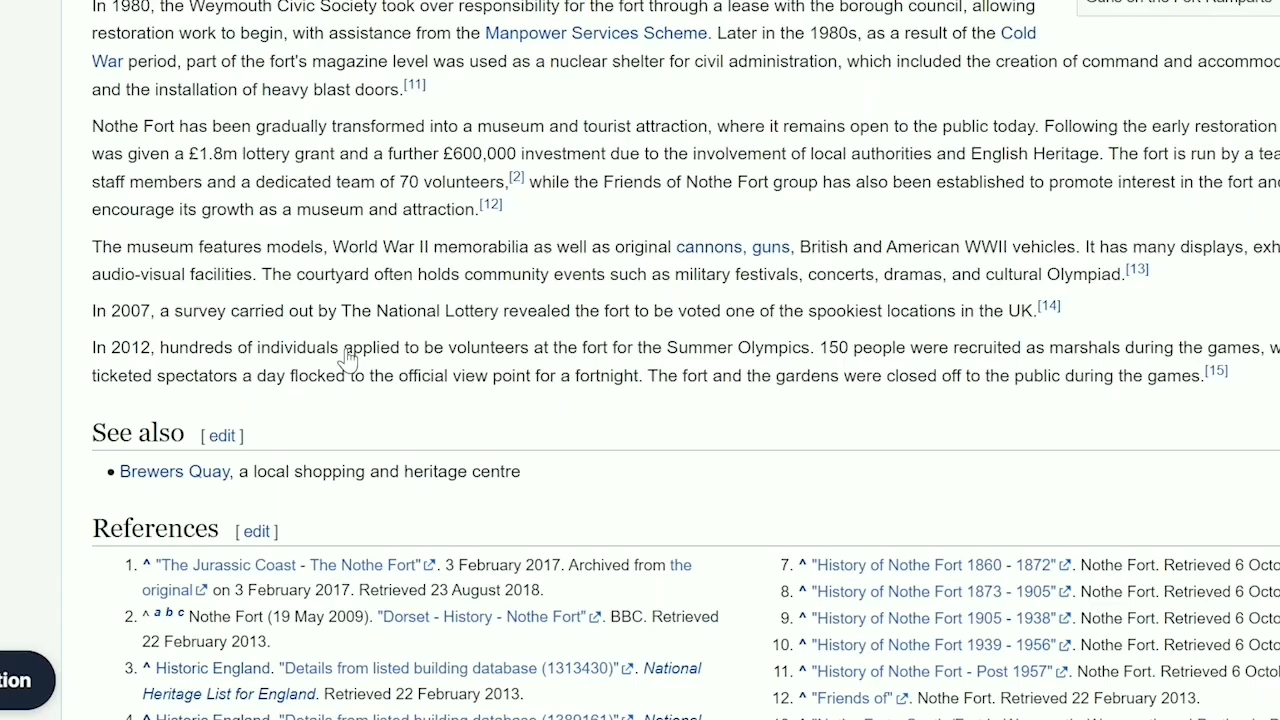 In 1980, the Weymouth Civic Society took over responsibility for the fort through a lease with the borough council, allowing
restoration work to begin, with assistance from the Manpower Services Scheme. Later in the 1980s, as a result of the Cold
War period, part of the fort's magazine level was used as a nuclear shelter for civil administration, which included the creation of command and accommod
and the installation of heavy blast doors.[11]
Nothe Fort has been gradually transformed into a museum and tourist attraction, where it remains open to the public today. Following the early restoration
was given a £1.8m lottery grant and a further £600,000 investment due to the involvement of local authorities and English Heritage. The fort is run by a tea
staff members and a dedicated team of 70 volunteers,[2] while the Friends of Nothe Fort group has also been established to promote interest in the fort and
encourage its growth as a museum and attraction.[12]
The museum features models, World War II memorabilia as well as original cannons, guns, British and American WWII vehicles. It has many displays, exh
audio-visual facilities. The courtyard often holds community events such as military festivals, concerts, dramas, and cultural Olympiad.[13]
In 2007, a survey carried out by The National Lottery revealed the fort to be voted one of the spookiest locations in the UK.[14]
In 2012, hundreds of individuals applied to be volunteers at the fort for the Summer Olympics. 150 people were recruited as marshals during the games, w
ticketed spectators a day flocked to the official view point for a fortnight. The fort and the gardens were closed off to the public during the games.[15]
See also [ edit ]
• Brewers Quay, a local shopping and heritage centre
References [ edit ]
1. ^ "The Jurassic Coast - The Nothe Fort". 3 February 2017. Archived from the
original on 3 February 2017. Retrieved 23 August 2018.
2. ^ a b c Nothe Fort (19 May 2009). "Dorset - History - Nothe Fort". BBC. Retrieved
22 February 2013.
3. ^ Historic England. "Details from listed building database (1313430)". National
Heritage List for England. Retrieved 22 February 2013.
4. ^ Historic England. "Details from listed building database (1389161)". National
7. ^ "History of Nothe Fort 1860 - 1872". Nothe Fort. Retrieved 6 Octo
8. ^ "History of Nothe Fort 1873 - 1905". Nothe Fort. Retrieved 6 Octo
9. ^ "History of Nothe Fort 1905 - 1938". Nothe Fort. Retrieved 6 Octo
10. ^ "History of Nothe Fort 1939 - 1956". Nothe Fort. Retrieved 6 Octo
11. ^ "History of Nothe Fort - Post 1957". Nothe Fort. Retrieved 6 Octo
12. ^ "Friends of". Nothe Fort. Retrieved 22 February 2013.
tion